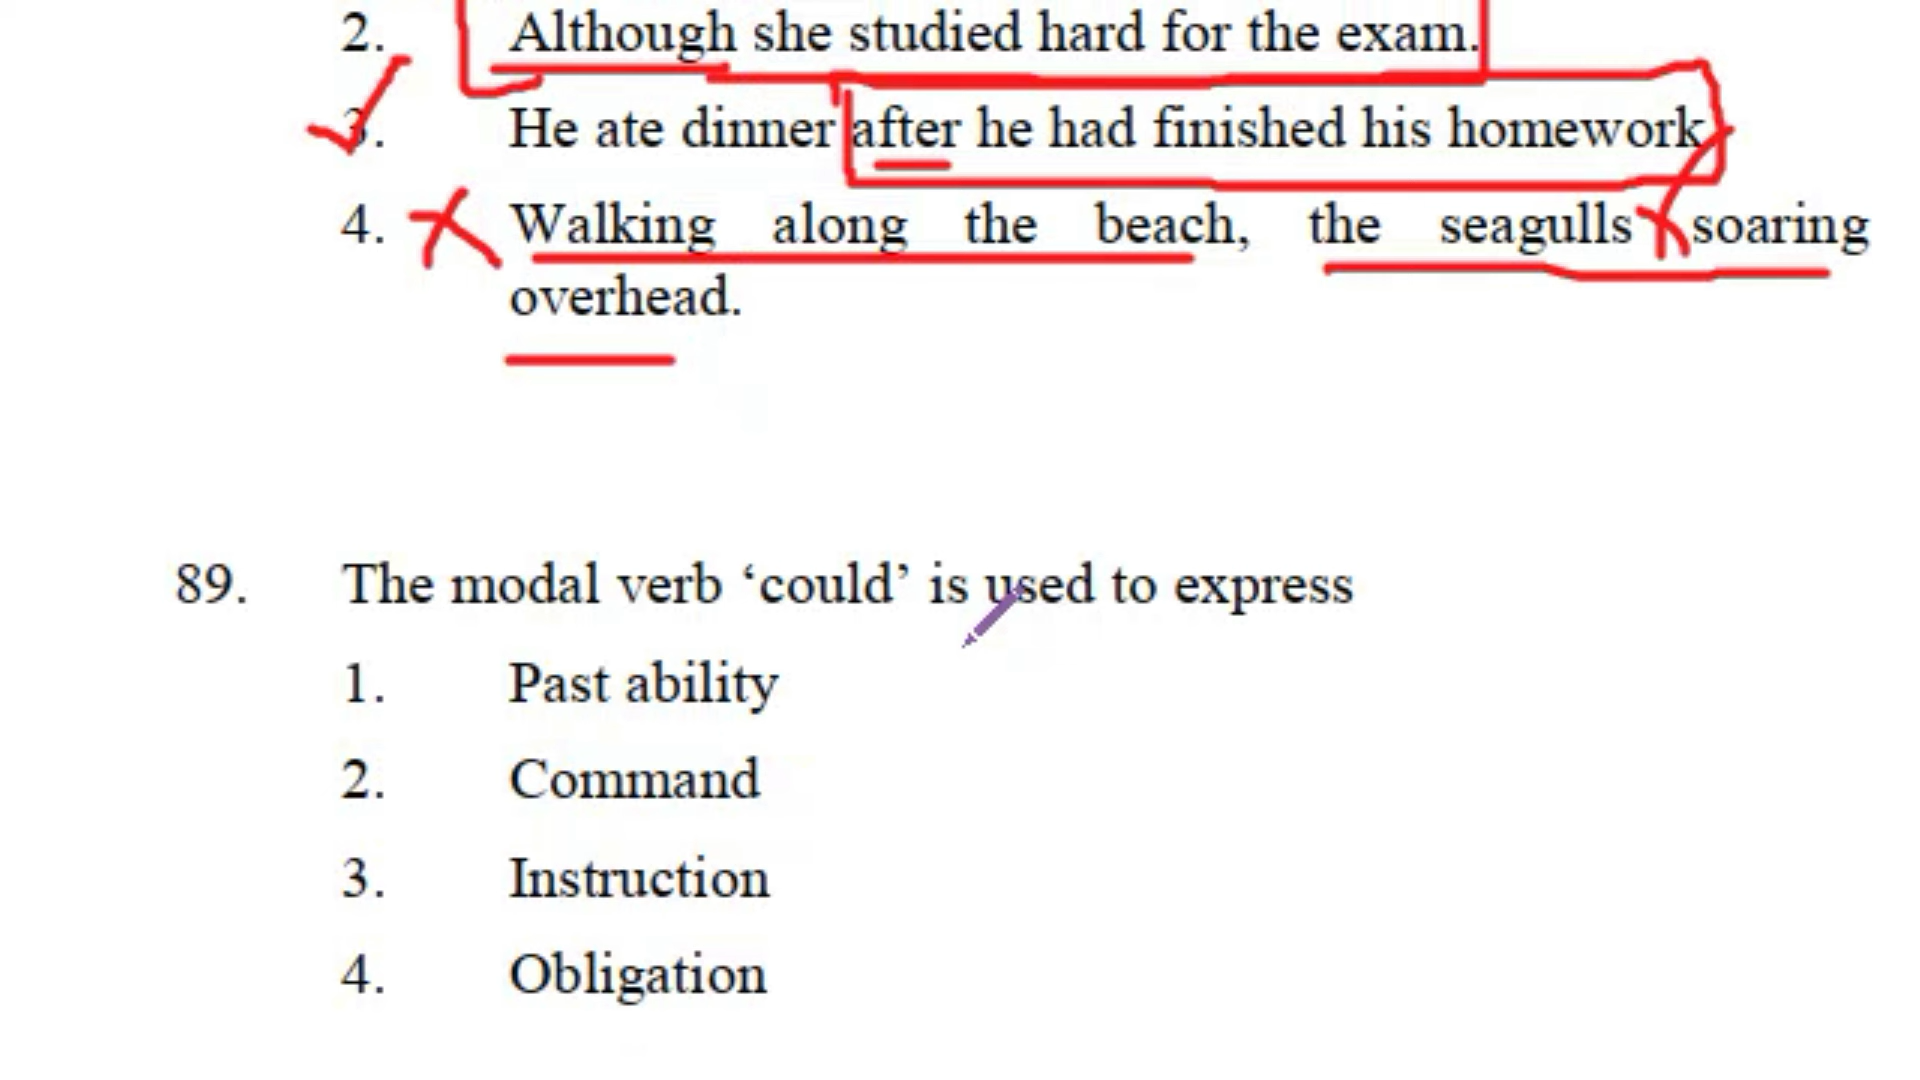 2. Although she studied hard for the exam.
3. He ate dinner after he had finished his homework
4. Walking along the beach, the seagulls soaring
overhead.
89. The modal verb ‘could’ is used to express
1. Past ability
2. Command
3. Instruction
4. Obligation